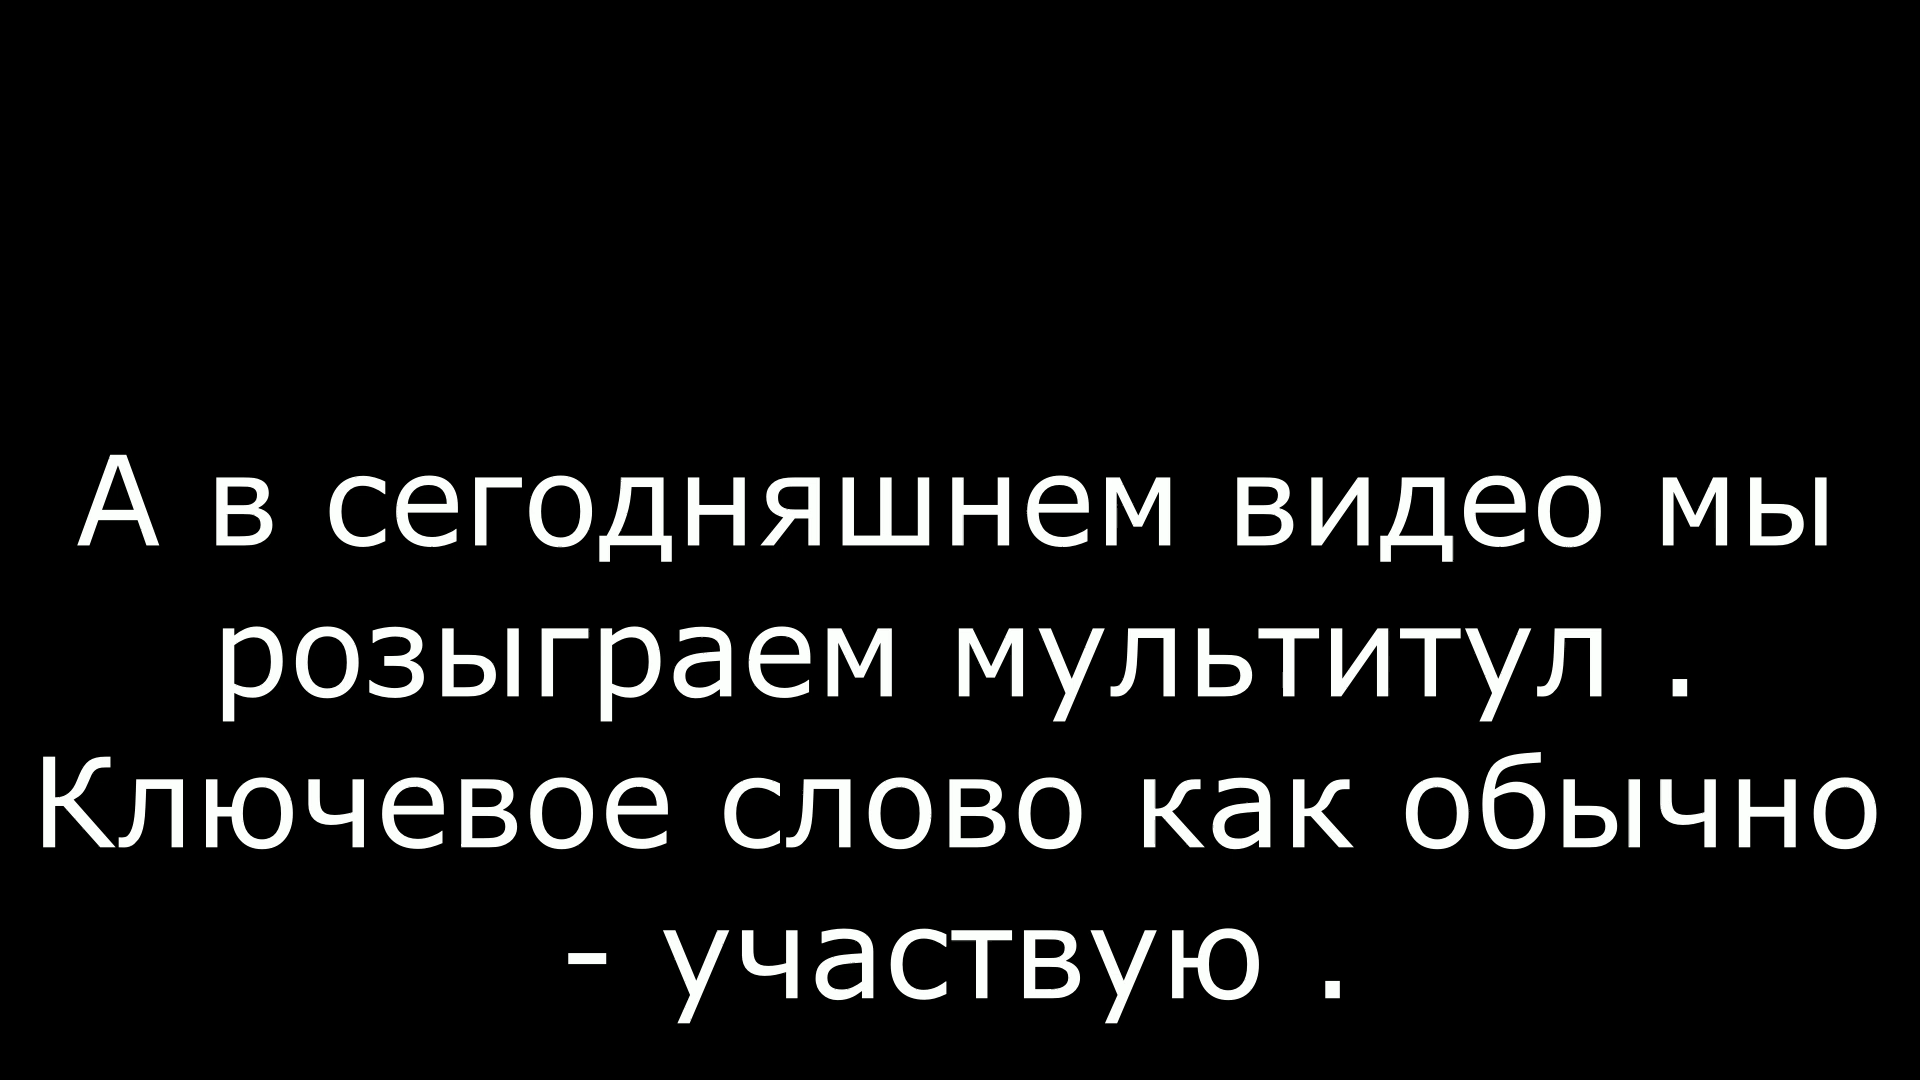 А в сегодняшнем видео мы
розыграем мультитул .
Ключевое слово как обычно
- участвую .